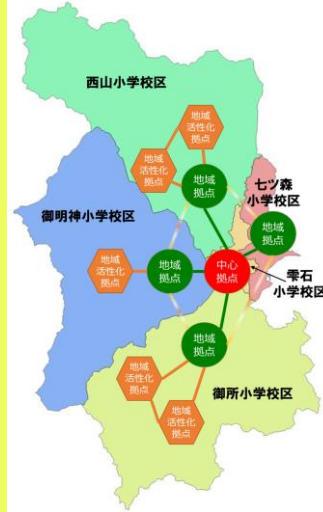 西山小学校区
地域
活性化
拠点
地域
活性化
拠点
地域
拠点
七ツ森
小学校区
御明神小学校区
地域
拠点
地域
活性化
拠点
地域
拠点
中心
拠点
雫石
小学校区
地域
拠点
地域
活性化
拠点
御所小学校区
地域
活性化
拠点